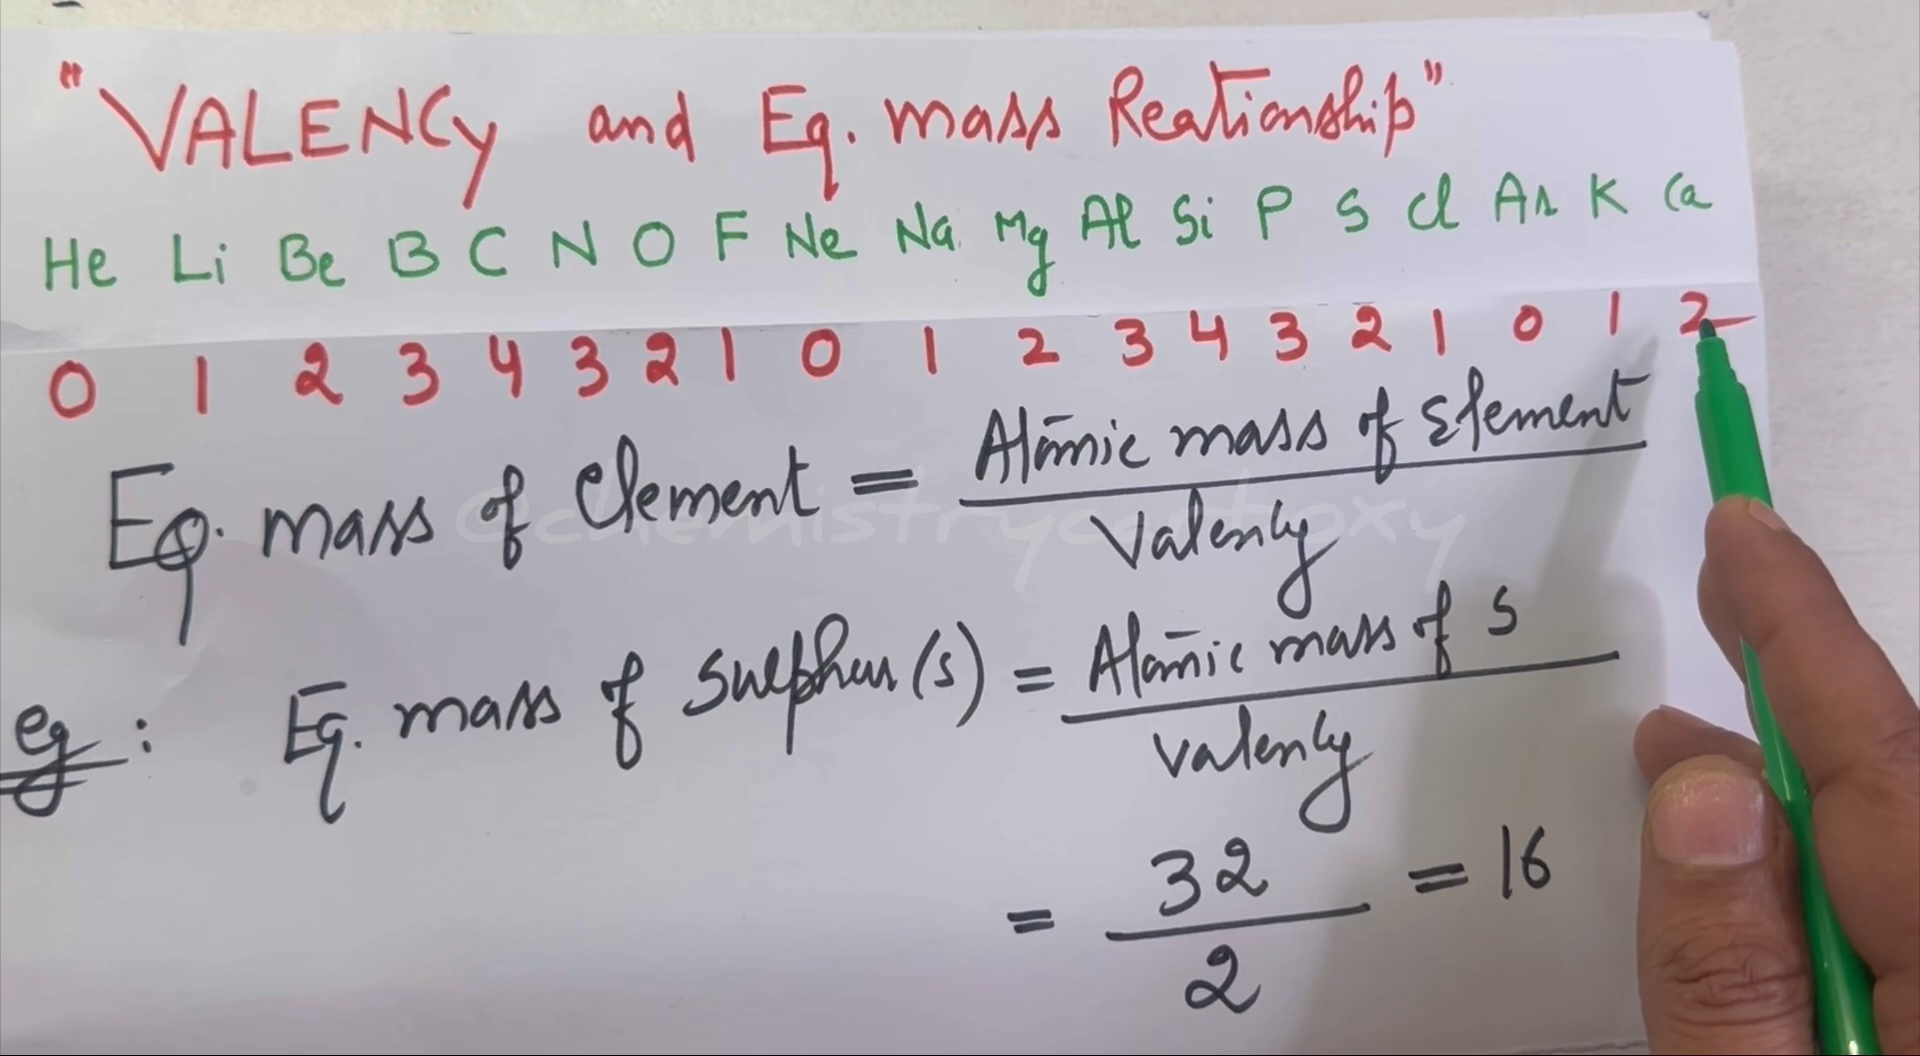 "VALENCY and Eq. mass Reationship"
He Li Be B C N O F Ne Na Mg Al Si P S Cl Ar K Ca
0 1 2 3 4 3 2 1 0 1 2 3 4 3 2 1 0 1 2
Eq. mass of Element = Atomic mass of Element
Valency
@chemistrycarboxy
eg: Eq. mass of Sulphur (s) = Atomic mass of S
Valency
= 32 = 16
2